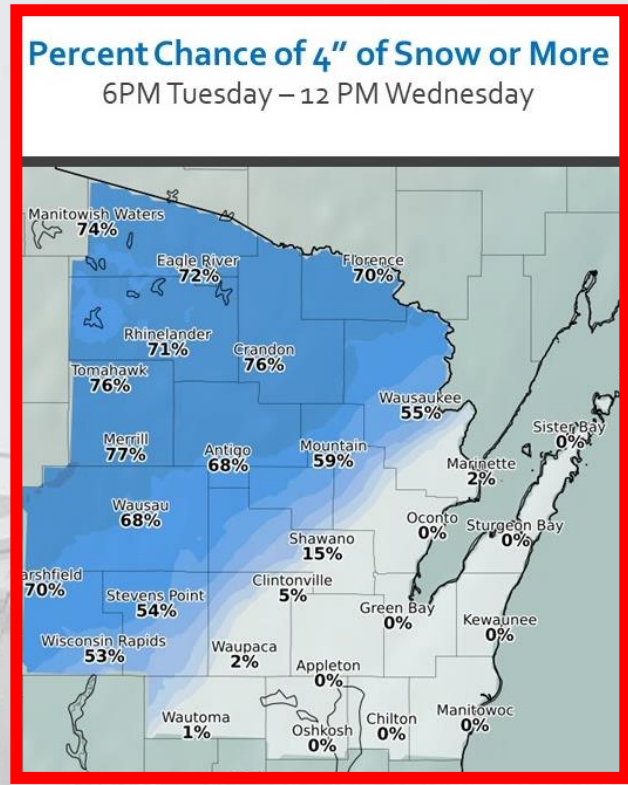 Percent Chance of 4” of Snow or More
6PM Tuesday – 12 PM Wednesday
Manitowish Waters
74%
Eagle River
72%
Florence
70%
Rhinelander
71%
Crandon
76%
Tomahawk
76%
Wausaukee
55%
Sister Bay
0%
Merrill
77%
Antigo
68%
Mountain
59%
Marinette
2%
Wausau
68%
Oconto
0%
Sturgeon Bay
0%
Shawano
15%
arshfield
70%
Stevens Point
54%
Clintonville
5%
Green Bay
0%
Kewaunee
0%
Wisconsin Rapids
53%
Waupaca
2%
Appleton
0%
Wautoma
1%
Oshkosh
0%
Chilton
0%
Manitowoc
0%